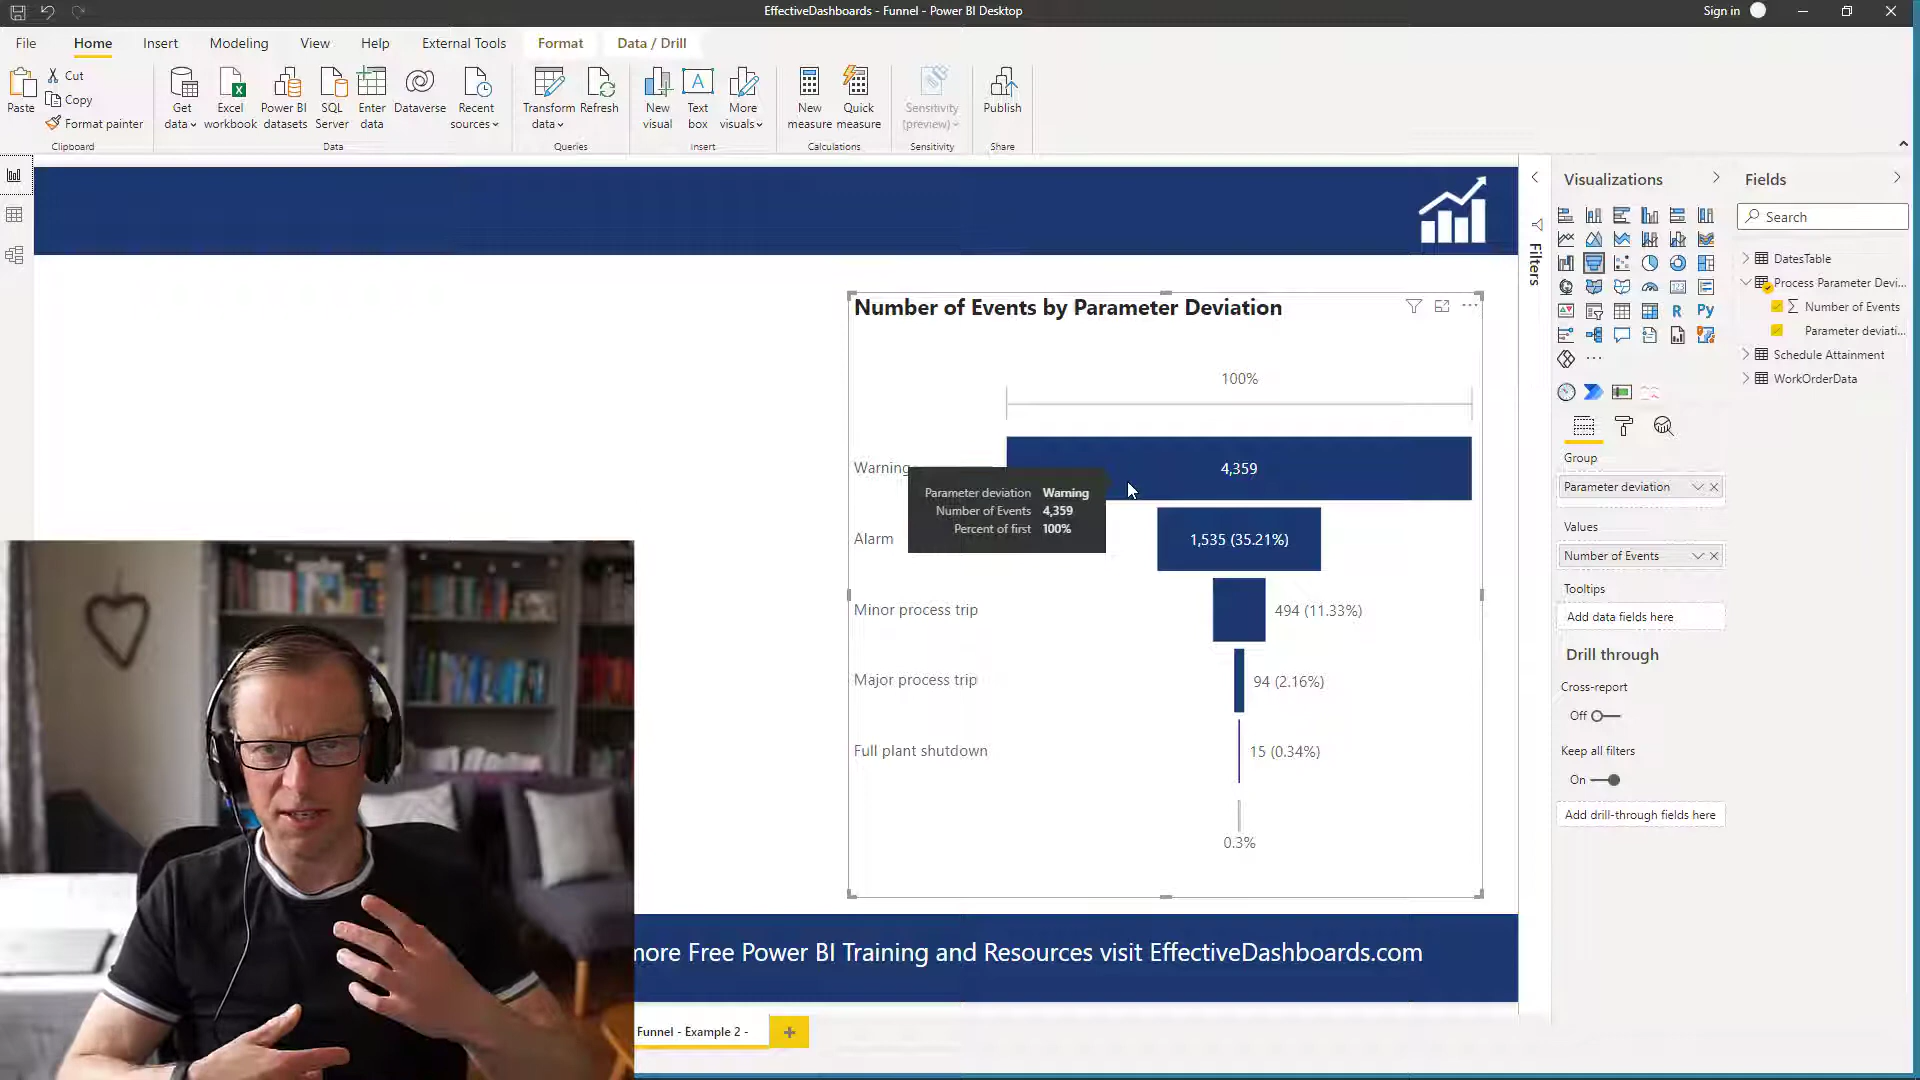 EffectiveDashboards - Funnel - Power BI Desktop
Sign in
File
Home
Insert
Modeling
View
Help
External Tools
Format
Data / Drill
Paste
Cut
Copy
Format painter
Get data
Excel workbook
Power BI datasets
SQL Server
Enter data
Dataverse
Recent sources
Transform data
Refresh
New visual
Text box
More visuals
New measure
Quick measure
Sensitivity (preview)
Publish
Clipboard
Data
Queries
Insert
Calculations
Sensitivity
Share
Number of Events by Parameter Deviation
100%
Warning
4,359
Parameter deviation Warning
Number of Events 4,359
Percent of first 100%
Alarm
1,535 (35.21%)
Minor process trip
494 (11.33%)
Major process trip
94 (2.16%)
Full plant shutdown
15 (0.34%)
0.3%
more Free Power BI Training and Resources visit EffectiveDashboards.com
Funnel - Example 2 -
Filters
Visualizations
R
Py
Group
Parameter deviation
Values
Number of Events
Tooltips
Add data fields here
Drill through
Cross-report
Off
Keep all filters
On
Add drill-through fields here
Fields
Search
DatesTable
Process Parameter Devi...
Number of Events
Parameter deviati...
Schedule Attainment
WorkOrderData